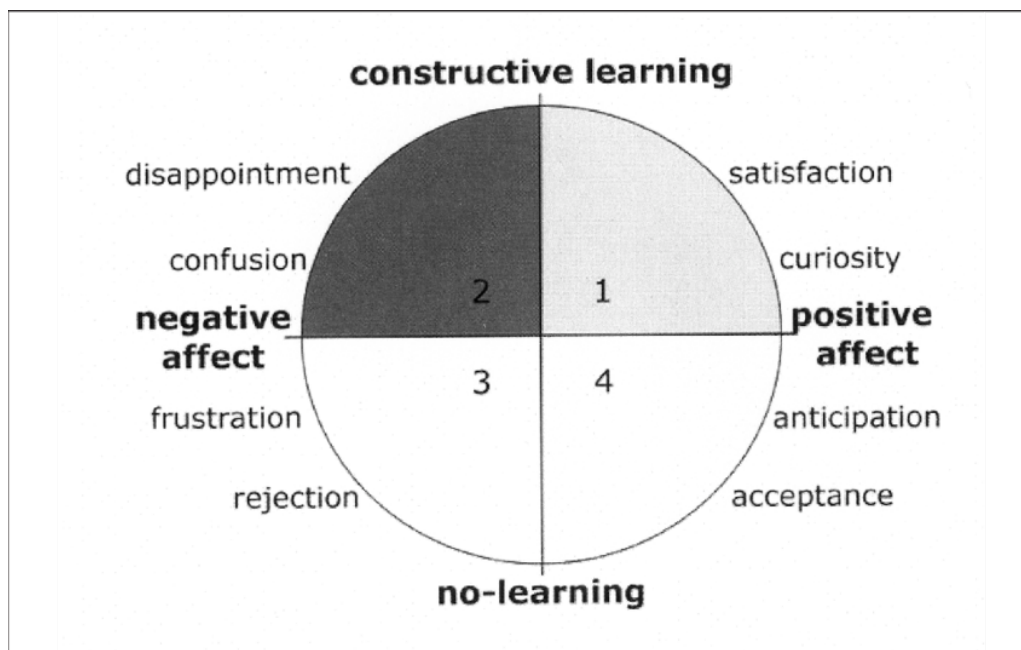 constructive learning
disappointment
satisfaction
confusion
curiosity
2
1
negative
affect
positive
affect
3
4
frustration
anticipation
rejection
acceptance
no-learning